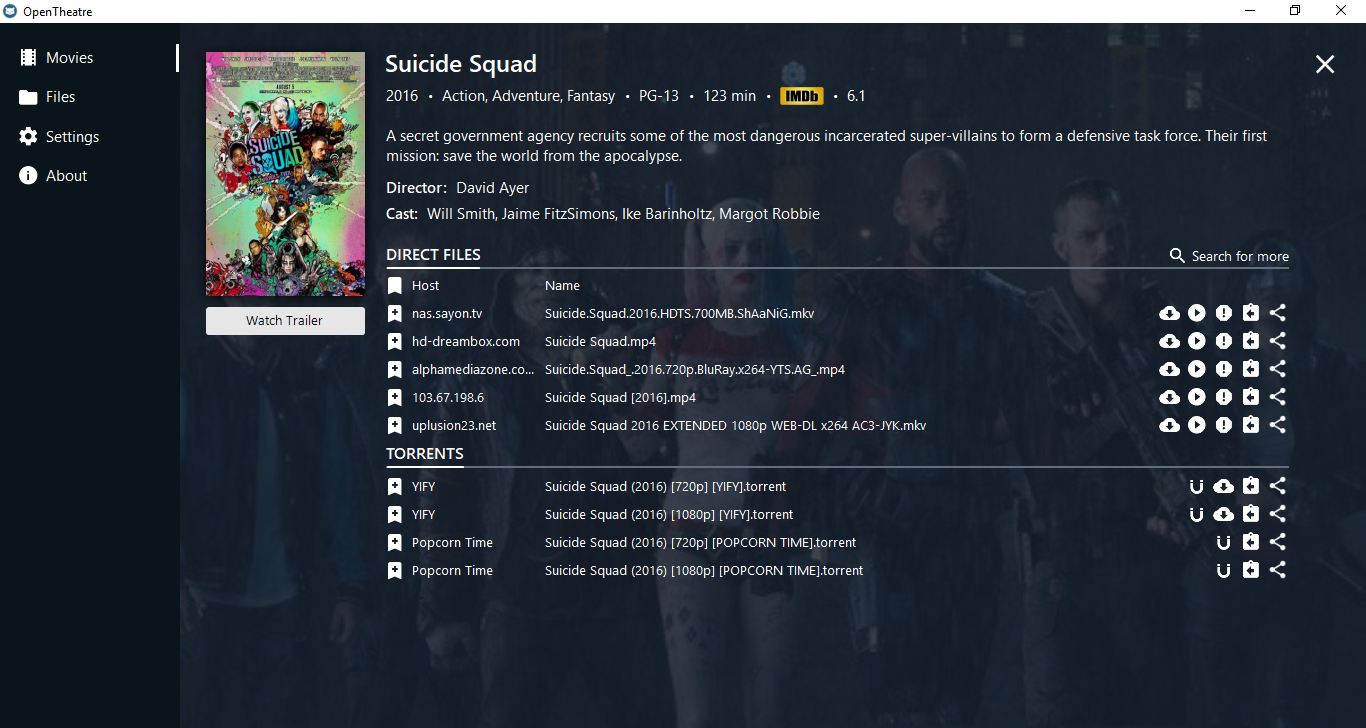 OpenTheatre
Movies
Files
Settings
About
AUGUST 5
SUICIDE
SQUAD
Watch Trailer
Suicide Squad
2016 • Action, Adventure, Fantasy • PG-13 • 123 min • IMDb • 6.1
A secret government agency recruits some of the most dangerous incarcerated super-villains to form a defensive task force. Their first
mission: save the world from the apocalypse.
Director: David Ayer
Cast: Will Smith, Jaime FitzSimons, Ike Barinholtz, Margot Robbie
DIRECT FILES Search for more
Host Name
nas.sayon.tv Suicide.Squad.2016.HDTS.700MB.ShAaNiG.mkv
hd-dreambox.com Suicide Squad.mp4
alphamediazone.co... Suicide.Squad_.2016.720p.BluRay.x264-YTS.AG_.mp4
103.67.198.6 Suicide Squad [2016].mp4
uplusion23.net Suicide Squad 2016 EXTENDED 1080p WEB-DL x264 AC3-JYK.mkv
TORRENTS
YIFY Suicide Squad (2016) [720p] [YIFY].torrent
YIFY Suicide Squad (2016) [1080p] [YIFY].torrent
Popcorn Time Suicide Squad (2016) [720p] [POPCORN TIME].torrent
Popcorn Time Suicide Squad (2016) [1080p] [POPCORN TIME].torrent